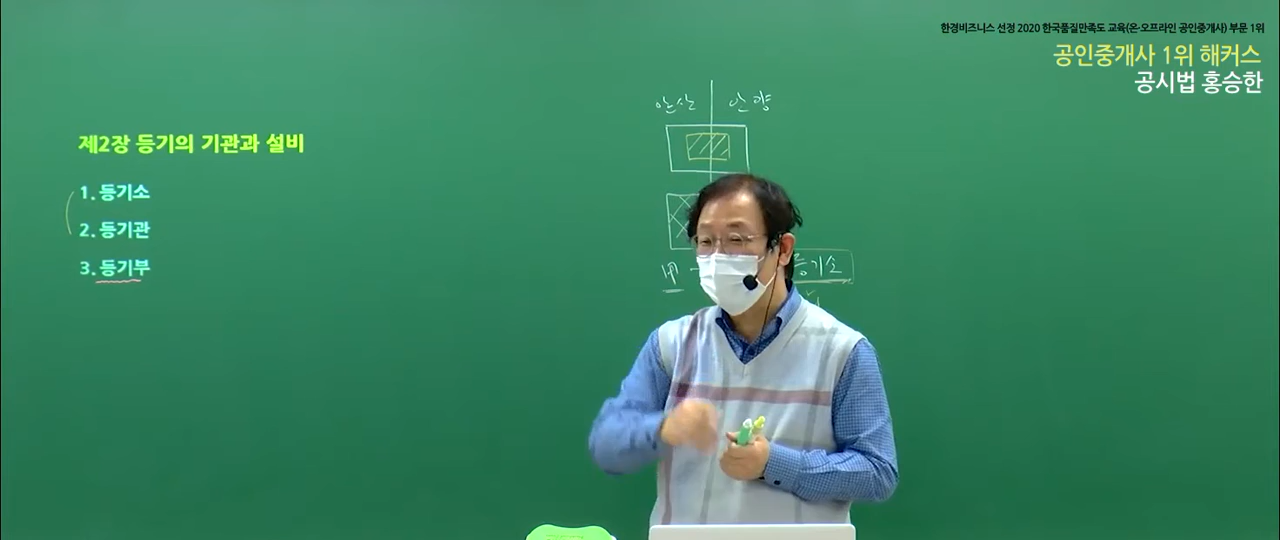 한경비즈니스 선정 2020 한국품질만족도 교육(온·오프라인 공인중개사) 부문 1위
공인중개사 1위 해커스
공시법 홍승한
안산 안양
제2장 등기의 기관과 설비
1. 등기소
2. 등기관
3. 등기부
甲 등기소